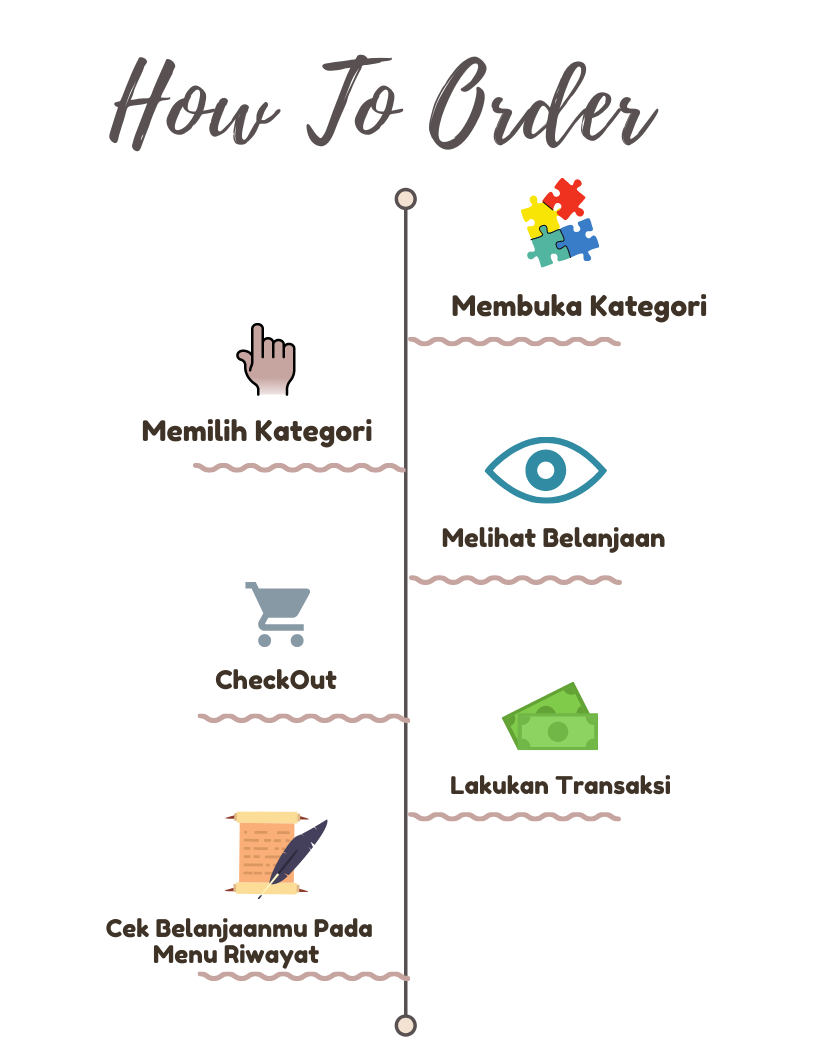 How To Order
Membuka Kategori
Memilih Kategori
Melihat Belanjaan
CheckOut
Lakukan Transaksi
Cek Belanjaanmu Pada
Menu Riwayat